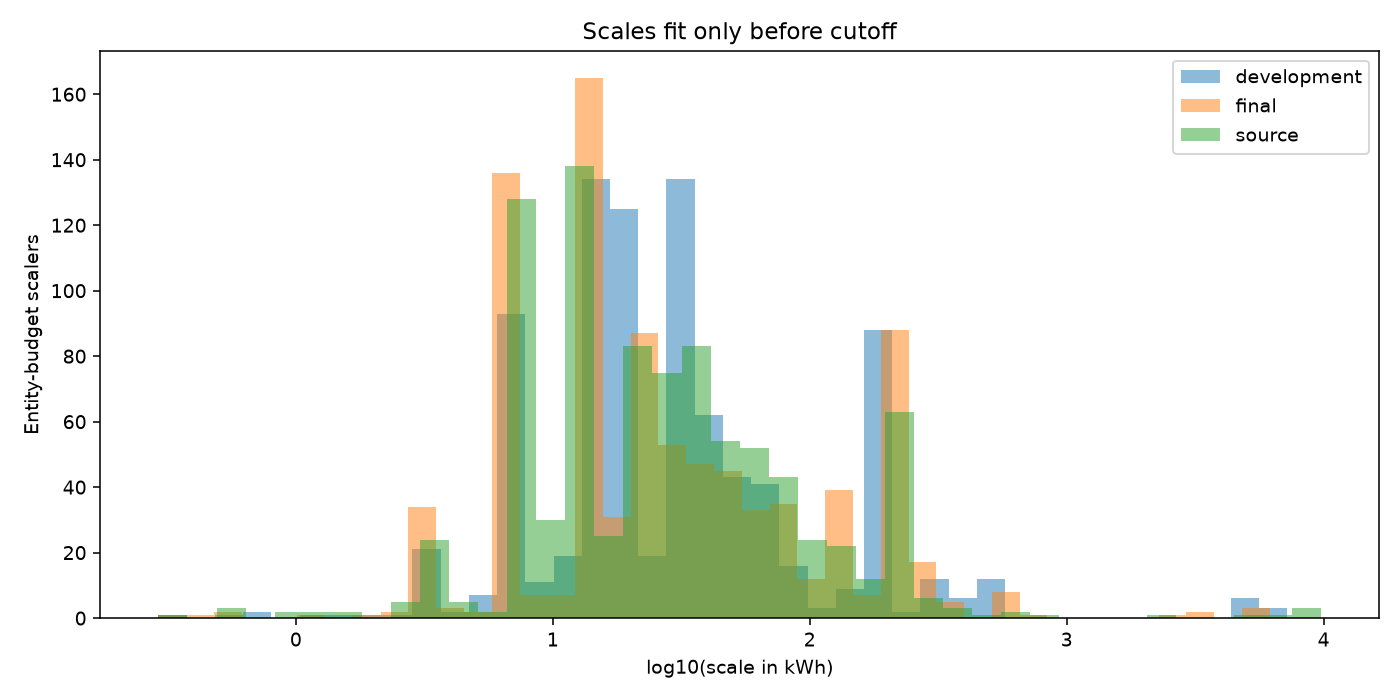 Scales fit only before cutoff
development
final
source
Entity-budget scalers
160
140
120
100
80
60
40
20
0
0 1 2 3 4
log10(scale in kWh)